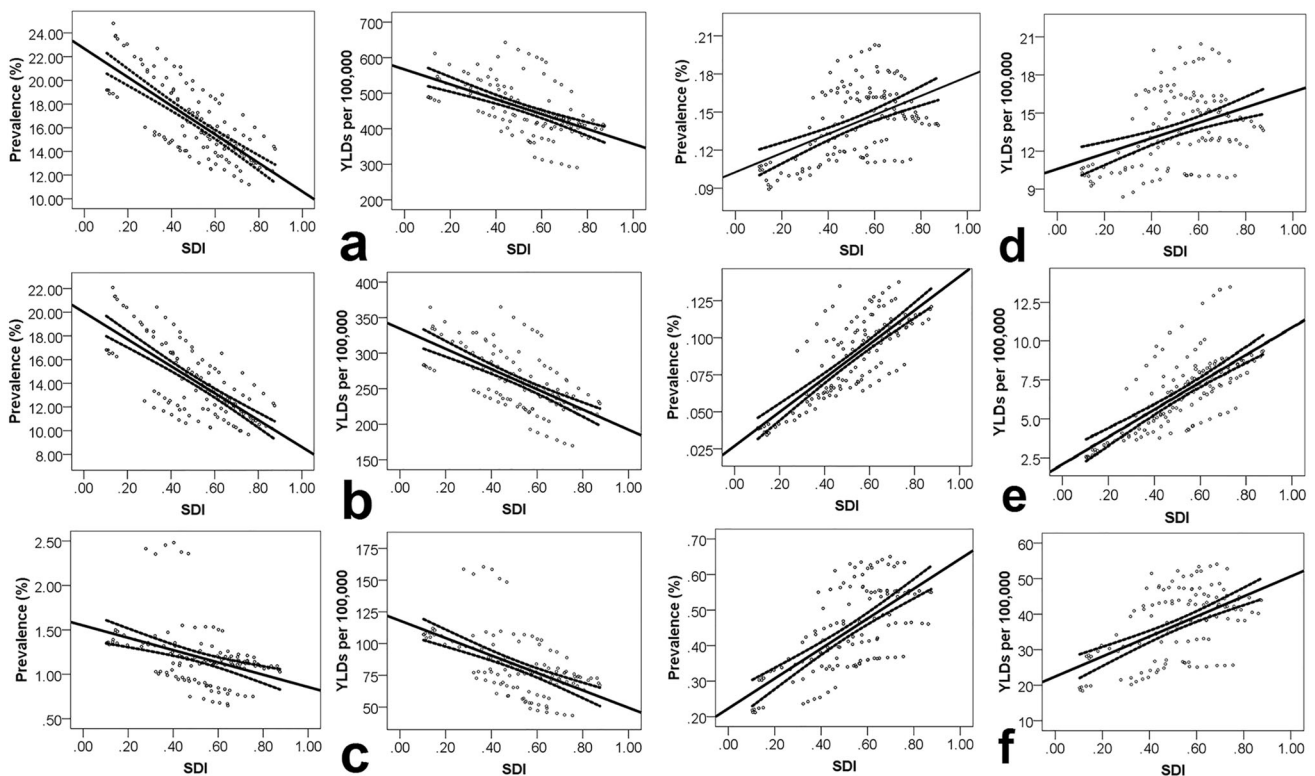 Prevalence (%)
24.00
22.00
20.00
18.00
16.00
14.00
12.00
10.00
.00 .20 .40 .60 .80 1.00
SDI
YLDs per 100,000
700
600
500
400
300
200
.00 .20 .40 .60 .80 1.00
SDI
a
Prevalence (%)
.21
.18
.15
.12
.09
.00 .20 .40 .60 .80 1.00
SDI
YLDs per 100,000
21
18
15
12
9
.00 .20 .40 .60 .80 1.00
SDI
d
Prevalence (%)
22.00
20.00
18.00
16.00
14.00
12.00
10.00
8.00
.00 .20 .40 .60 .80 1.00
SDI
YLDs per 100,000
400
350
300
250
200
150
.00 .20 .40 .60 .80 1.00
SDI
b
Prevalence (%)
.125
.100
.075
.050
.025
.00 .20 .40 .60 .80 1.00
SDI
YLDs per 100,000
12.5
10.0
7.5
5.0
2.5
.00 .20 .40 .60 .80 1.00
SDI
e
Prevalence (%)
2.50
2.00
1.50
1.00
.50
.00 .20 .40 .60 .80 1.00
SDI
YLDs per 100,000
175
150
125
100
75
50
.00 .20 .40 .60 .80 1.00
SDI
c
Prevalence (%)
.70
.60
.50
.40
.30
.20
.00 .20 .40 .60 .80 1.00
SDI
YLDs per 100,000
60
50
40
30
20
10
.00 .20 .40 .60 .80 1.00
SDI
f